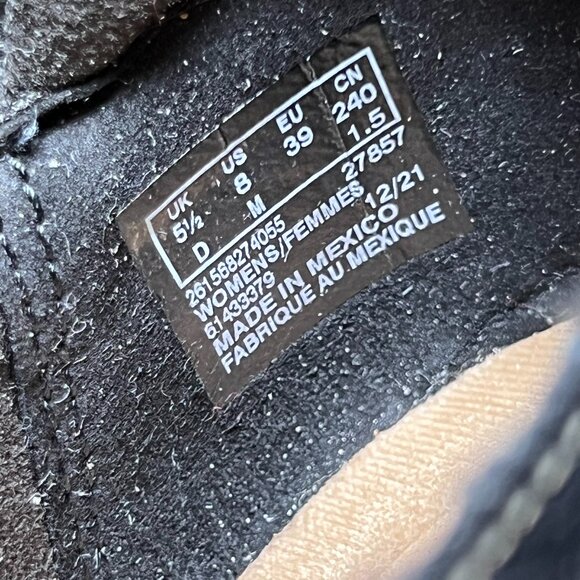 UK US EU CN
5½ 8 39 240
D M 1.5
261568274055 27857
WOMENS/FEMMES
61433379 12/21
MADE IN MEXICO
FABRIQUE AU MEXIQUE